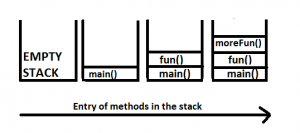 EMPTY
STACK
main()
fun()
main()
moreFun()
fun()
main()
Entry of methods in the stack